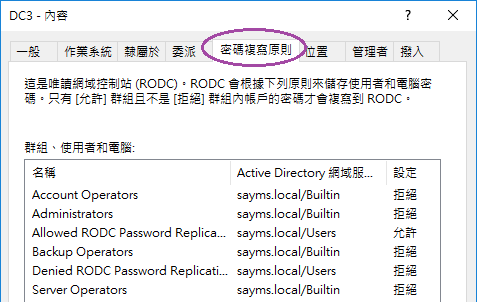 DC3 - 內容
一般 作業系統 隸屬於 委派 密碼複寫原則 位置 管理者 撥入
這是唯讀網域控制站 (RODC)。RODC 會根據下列原則來儲存使用者和電腦密
碼。只有 [允許] 群組且不是 [拒絕] 群組內帳戶的密碼才會複寫到 RODC。
群組、使用者和電腦:
名稱 Active Directory 網域服... 設定
Account Operators sayms.local/Builtin 拒絕
Administrators sayms.local/Builtin 拒絕
Allowed RODC Password Replica... sayms.local/Users 允許
Backup Operators sayms.local/Builtin 拒絕
Denied RODC Password Replicati... sayms.local/Users 拒絕
Server Operators sayms.local/Builtin 拒絕